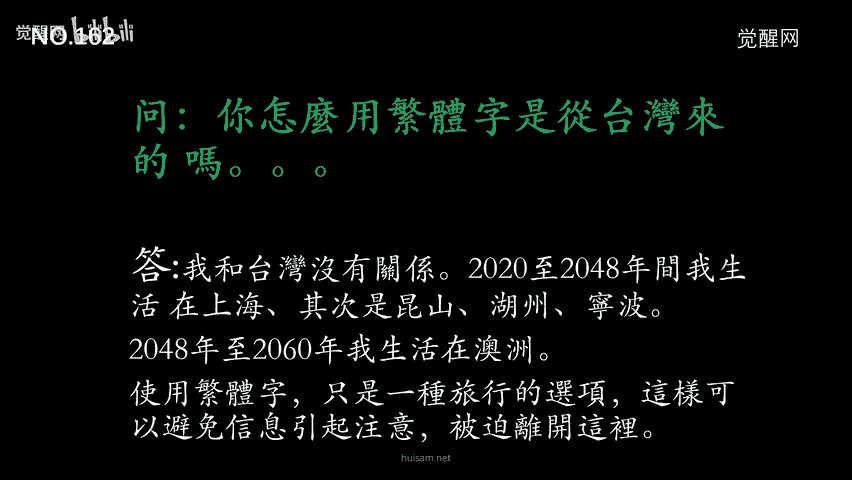 觉醒网 bilibili
NO.162
觉醒网
问：你怎麼用繁體字是從台灣來
的 嗎。。。
答:我和台灣沒有關係。2020至2048年間我生
活 在上海、其次是昆山、湖州、寧波。
2048年至2060年我生活在澳洲。
使用繁體字，只是一種旅行的選項，這樣可
以避免信息引起注意，被迫離開這裡。
huisam.net